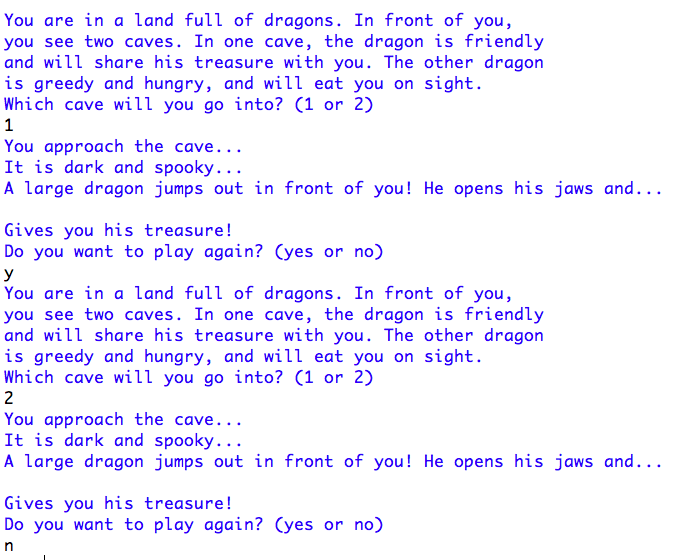 You are in a land full of dragons. In front of you,
you see two caves. In one cave, the dragon is friendly
and will share his treasure with you. The other dragon
is greedy and hungry, and will eat you on sight.
Which cave will you go into? (1 or 2)
1
You approach the cave...
It is dark and spooky...
A large dragon jumps out in front of you! He opens his jaws and...
Gives you his treasure!
Do you want to play again? (yes or no)
y
You are in a land full of dragons. In front of you,
you see two caves. In one cave, the dragon is friendly
and will share his treasure with you. The other dragon
is greedy and hungry, and will eat you on sight.
Which cave will you go into? (1 or 2)
2
You approach the cave...
It is dark and spooky...
A large dragon jumps out in front of you! He opens his jaws and...
Gives you his treasure!
Do you want to play again? (yes or no)
n